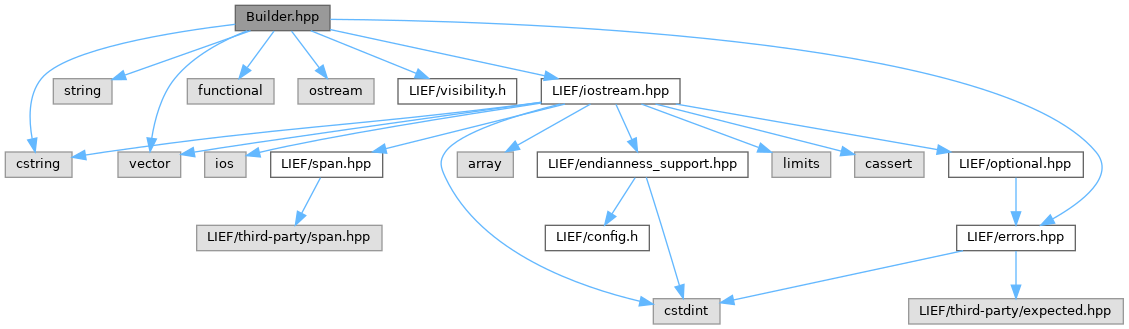 Builder.hpp
string
functional
ostream
LIEF/visibility.h
LIEF/iostream.hpp
cstring
vector
ios
LIEF/span.hpp
array
LIEF/endianness_support.hpp
limits
cassert
LIEF/optional.hpp
LIEF/third-party/span.hpp
LIEF/config.h
LIEF/errors.hpp
cstdint
LIEF/third-party/expected.hpp